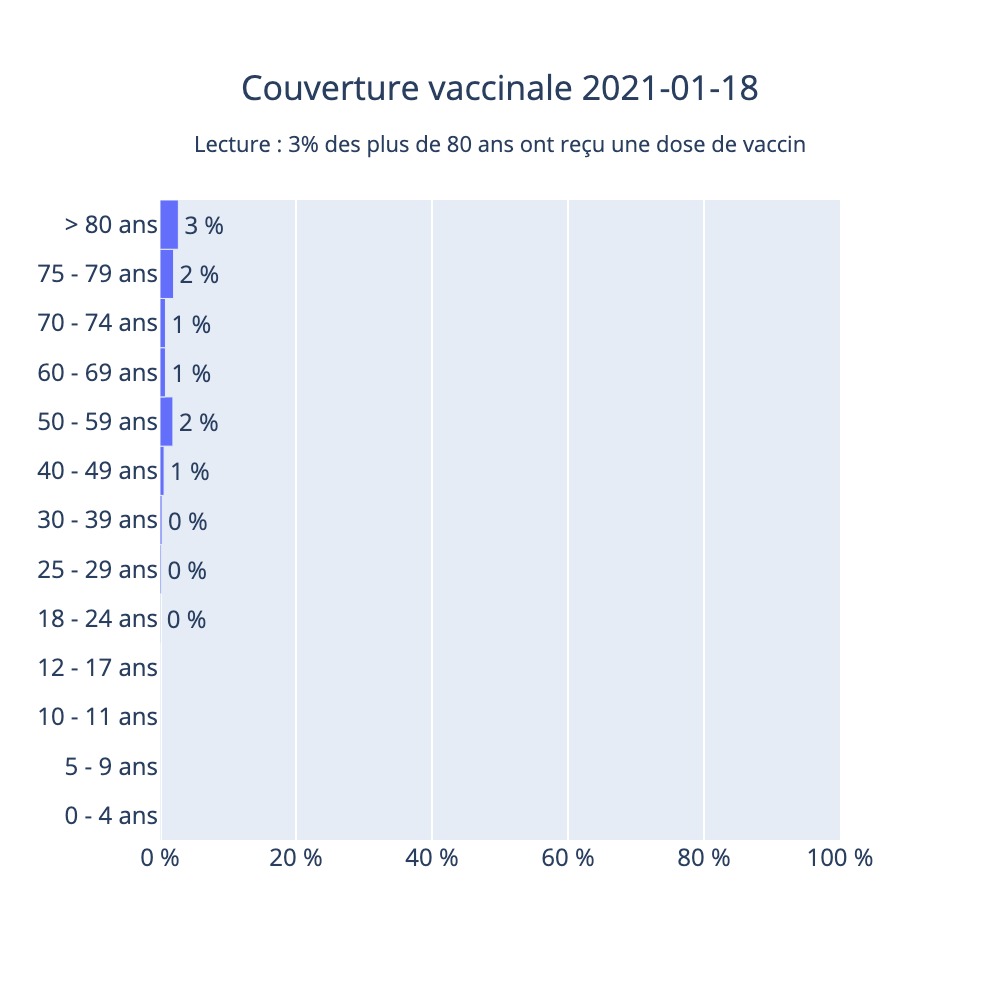 Couverture vaccinale 2021-01-18
Lecture : 3% des plus de 80 ans ont reçu une dose de vaccin
> 80 ans 3 %
75 - 79 ans 2 %
70 - 74 ans 1 %
60 - 69 ans 1 %
50 - 59 ans 2 %
40 - 49 ans 1 %
30 - 39 ans 0 %
25 - 29 ans 0 %
18 - 24 ans 0 %
12 - 17 ans
10 - 11 ans
5 - 9 ans
0 - 4 ans
0 % 20 % 40 % 60 % 80 % 100 %